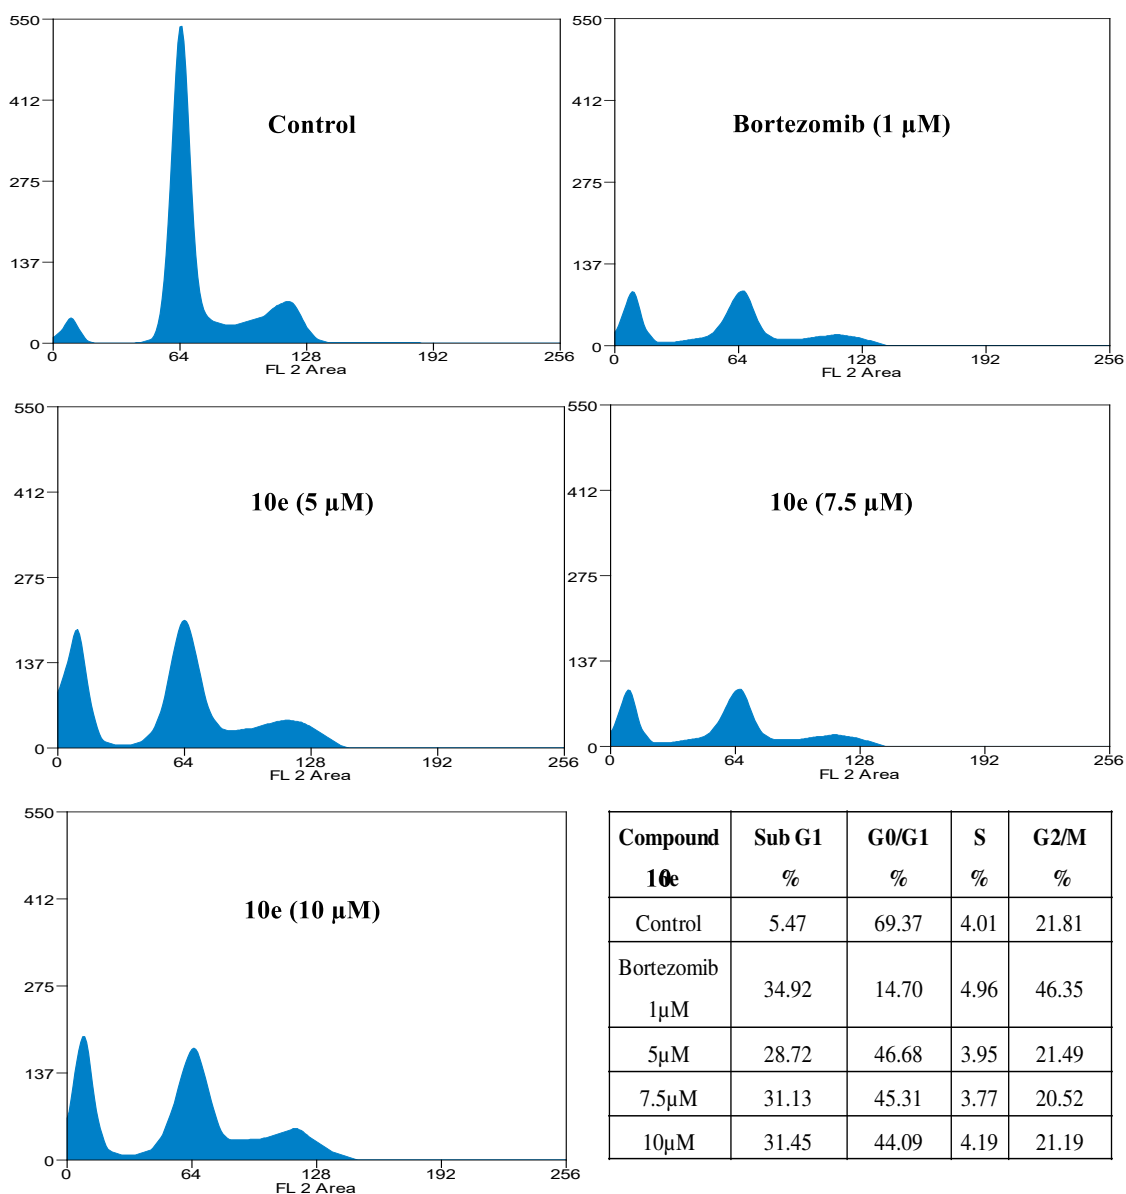 550
412
275
137
0
0 64 128 192 256
FL 2 Area
Control
550
412
275
137
0
0 64 128 192 256
FL 2 Area
Bortezomib (1 µM)
550
412
275
137
0
0 64 128 192 256
FL 2 Area
10e (5 µM)
550
412
275
137
0
0 64 128 192 256
FL 2 Area
10e (7.5 µM)
550
412
275
137
0
0 64 128 192 256
FL 2 Area
10e (10 µM)
Compound Sub G1 G0/G1 S G2/M
% % % %
Control 5.47 69.37 4.01 21.81
Bortezomib
1µM 34.92 14.70 4.96 46.35
5µM 28.72 46.68 3.95 21.49
7.5µM 31.13 45.31 3.77 20.52
10µM 31.45 44.09 4.19 21.19